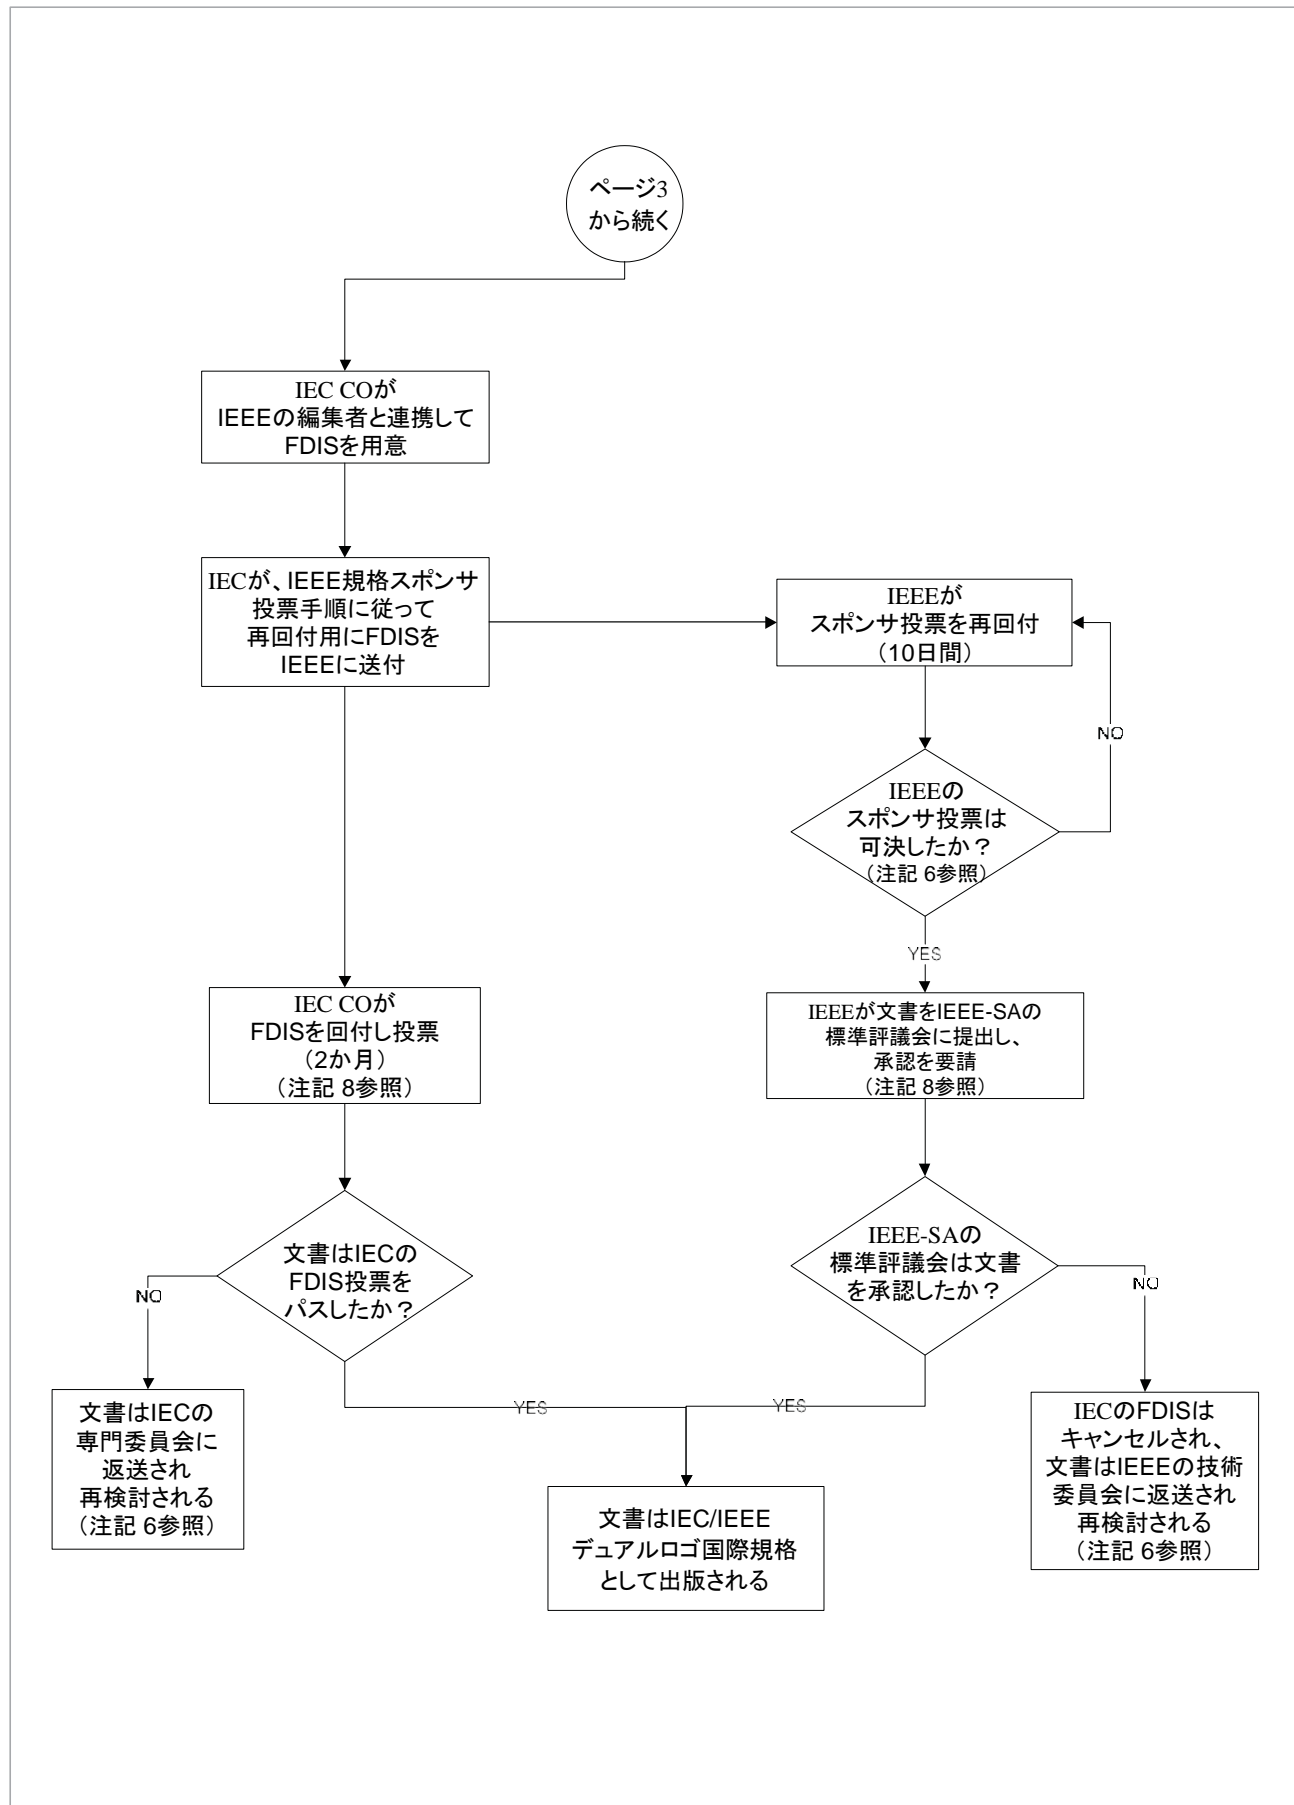 ページ3
から続く
IEC COが
IEEEの編集者と連携して
FDISを用意
IECが、IEEE規格スポンサ
投票手順に従って
再回付用にFDISを
IEEEに送付
IEEEが
スポンサ投票を再回付
（10日間）
NO
IEEEの
スポンサ投票は
可決したか？
（注記 6参照）
YES
IEC COが
FDISを回付し投票
（2か月）
（注記 8参照）
IEEEが文書をIEEE-SAの
標準評議会に提出し、
承認を要請
（注記 8参照）
文書はIECの
FDIS投票を
パスしたか？
NO
IEEE-SAの
標準評議会は文書
を承認したか？
NO
YES
YES
文書はIECの
専門委員会に
返送され
再検討される
（注記 6参照）
文書はIEC/IEEE
デュアルロゴ国際規格
として出版される
IECのFDISは
キャンセルされ、
文書はIEEEの技術
委員会に返送され
再検討される
（注記 6参照）